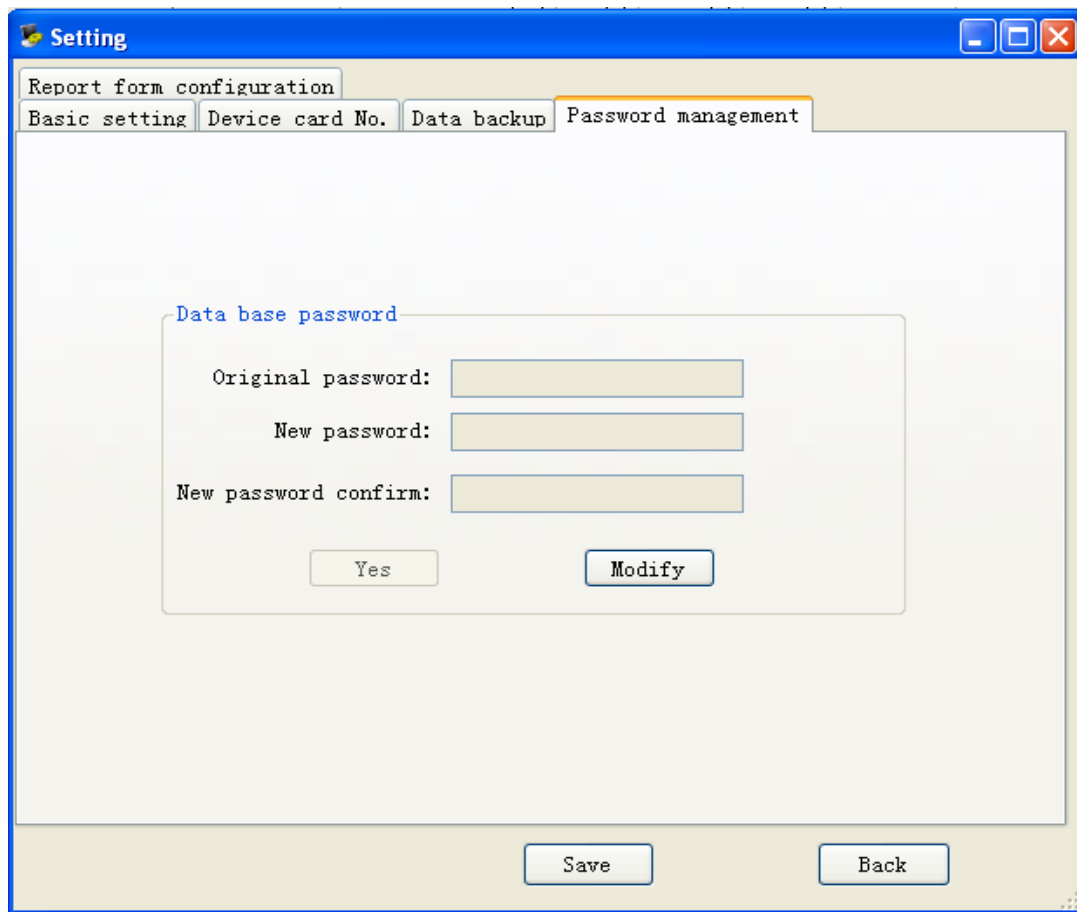 Setting
Report form configuration
Basic setting Device card No. Data backup Password management
Data base password
Original password:
New password:
New password confirm:
Yes Modify
Save Back